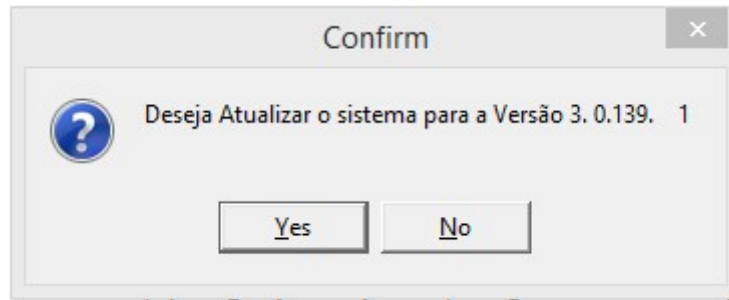 Confirm
Deseja Atualizar o sistema para a Versão 3. 0.139.   1
Yes
No